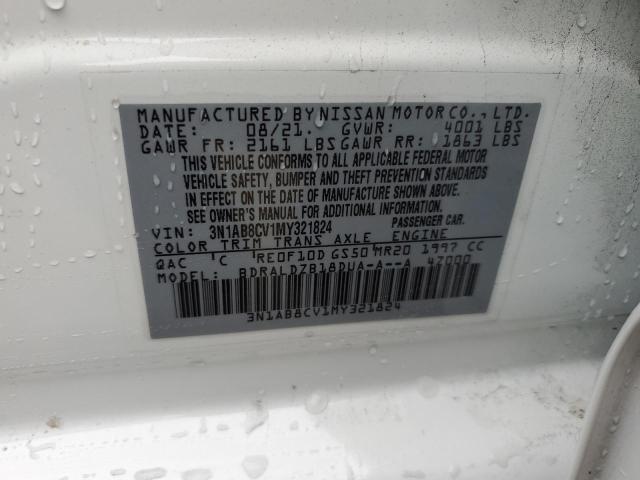 MANUFACTURED BY NISSAN MOTOR CO., LTD.
DATE: 08/21. GVWR: 4001 LBS
GAWR FR: 2161 LBS GAWR RR: 1863 LBS
THIS VEHICLE CONFORMS TO ALL APPLICABLE FEDERAL MOTOR
VEHICLE SAFETY, BUMPER AND THEFT PREVENTION STANDARDS
IN EFFECT ON THE DATE OF MANUFACTURE SHOWN ABOVE.
SEE OWNER'S MANUAL FOR ADDITIONAL INFORMATION.
VIN: 3N1AB8CV1MY321824 PASSENGER CAR.
COLOR TRIM TRANS AXLE ENGINE
QAC 'C 'RE0F10D GS50'MR20 1997 CC
MODEL: BDRALDZB18DUA-A--A 4Z000
3N1AB8CV1MY321824